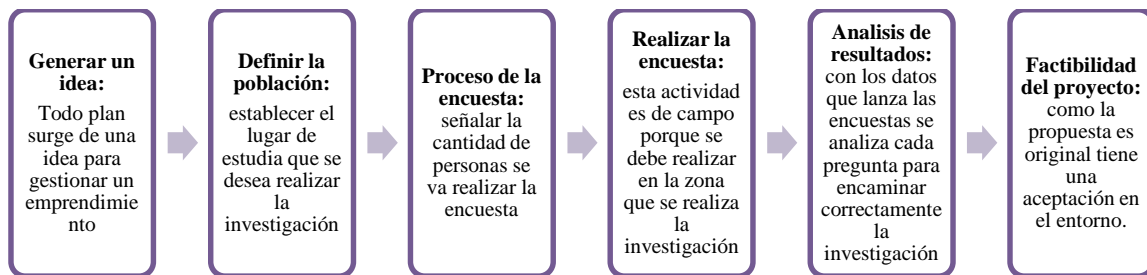 Generar un
idea:
Todo plan
surge de una
idea para
gestionar un
emprendimie
nto
Definir la
población:
establecer el
lugar de
estudia que se
desea realizar
la
investigación
Proceso de la
encuesta:
señalar la
cantidad de
personas se
va realizar la
encuesta
Realizar la
encuesta:
esta actividad
es de campo
porque se
debe realizar
en la zona
que se realiza
la
investigación
Analisis de
resultados:
con los datos
que lanza las
encuestas se
analiza cada
pregunta para
encaminar
correctamente
la
investigación
Factibilidad
del proyecto:
como la
propuesta es
original tiene
una
aceptación en
el entorno.